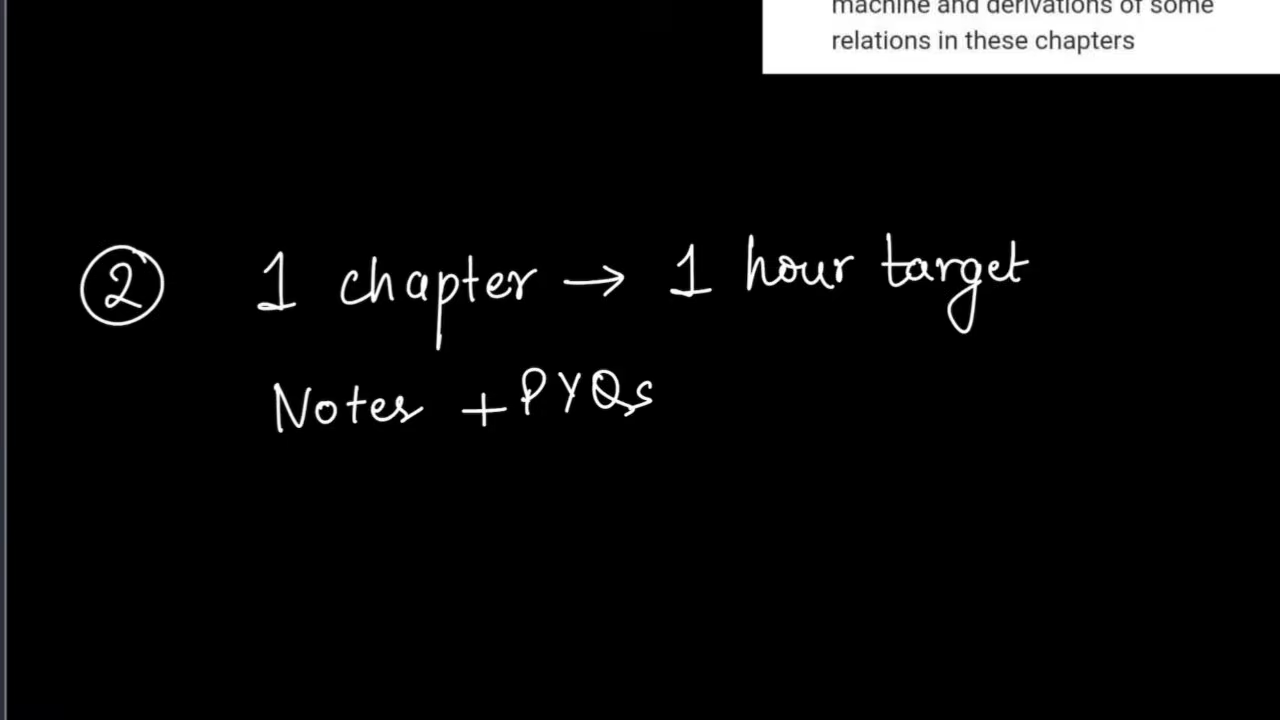 machine and derivations of some
relations in these chapters
② 1 chapter → 1 hour target
Notes + PYQs